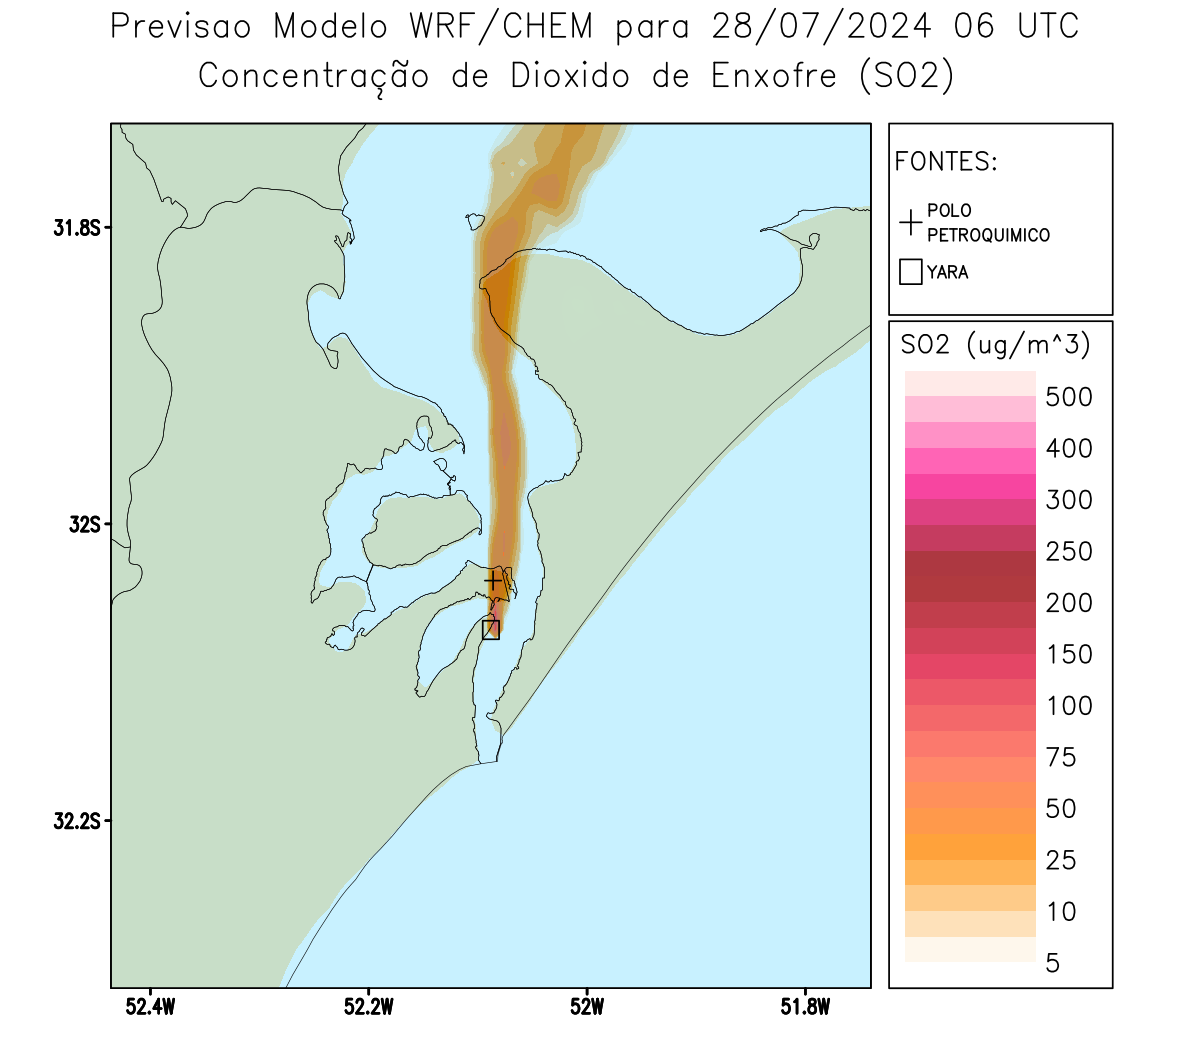 Previsao Modelo WRF/CHEM para 28/07/2024 06 UTC
Concentração de Dioxido de Enxofre (SO2)
FONTES:
POLO
PETROQUIMICO
YARA
SO2 (ug/m^3)
500
400
300
250
200
150
100
75
50
25
10
5
31.8S
32S
32.2S
52.4W
52.2W
52W
51.8W